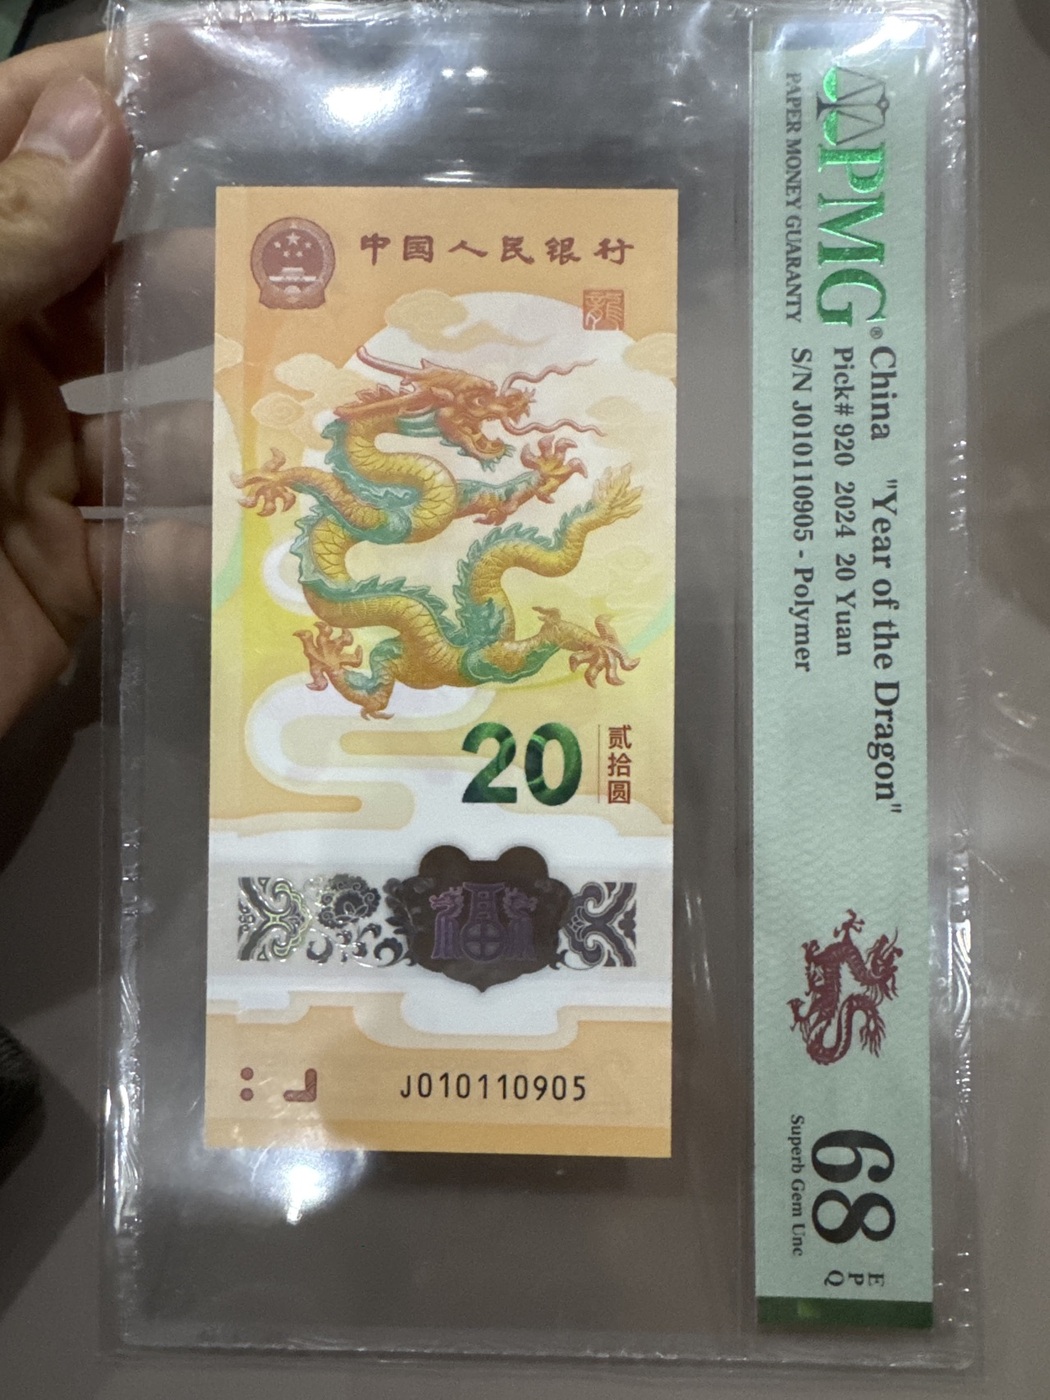 中国人民银行
龍
20
贰拾圆
J010110905
PMG®
PAPER MONEY GUARANTY
China "Year of the Dragon"
Pick# 920 2024 20 Yuan
S/N J010110905 - Polymer
68
EPQ
Superb Gem Unc